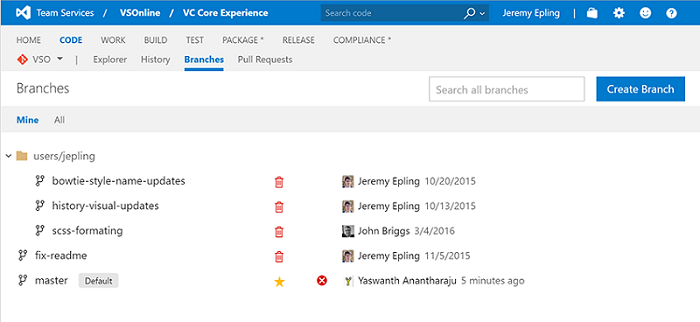 Team Services / VSOnline / VC Core Experience Search code Jeremy Epling ?
HOME CODE WORK BUILD TEST PACKAGE * RELEASE COMPLIANCE *
VSO Explorer History Branches Pull Requests
Branches Search all branches Create Branch
Mine All
users/jepling
bowtie-style-name-updates Jeremy Epling 10/20/2015
history-visual-updates Jeremy Epling 10/13/2015
scss-formating John Briggs 3/4/2016
fix-readme Jeremy Epling 11/5/2015
master Default Yaswanth Anantharaju 5 minutes ago